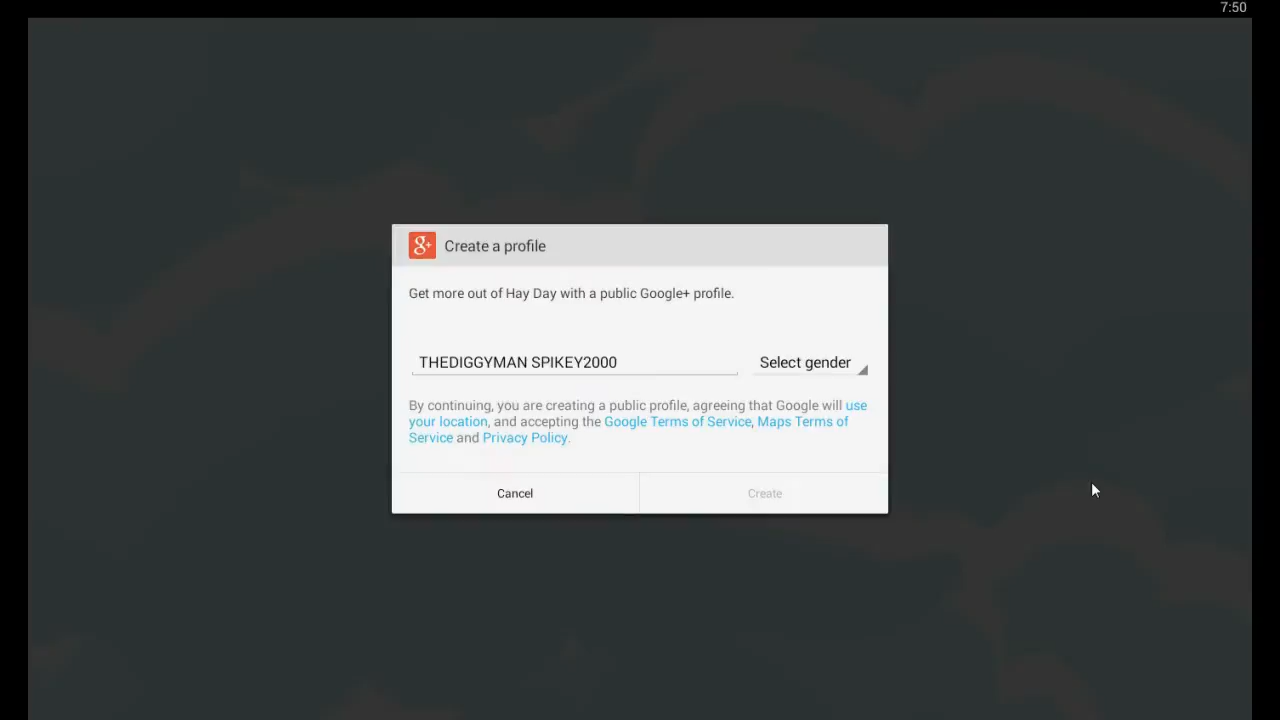 7:50
g+ Create a profile
Get more out of Hay Day with a public Google+ profile.
THEDIGGYMAN SPIKEY2000 Select gender
By continuing, you are creating a public profile, agreeing that Google will use
your location, and accepting the Google Terms of Service, Maps Terms of
Service and Privacy Policy.
Cancel Create